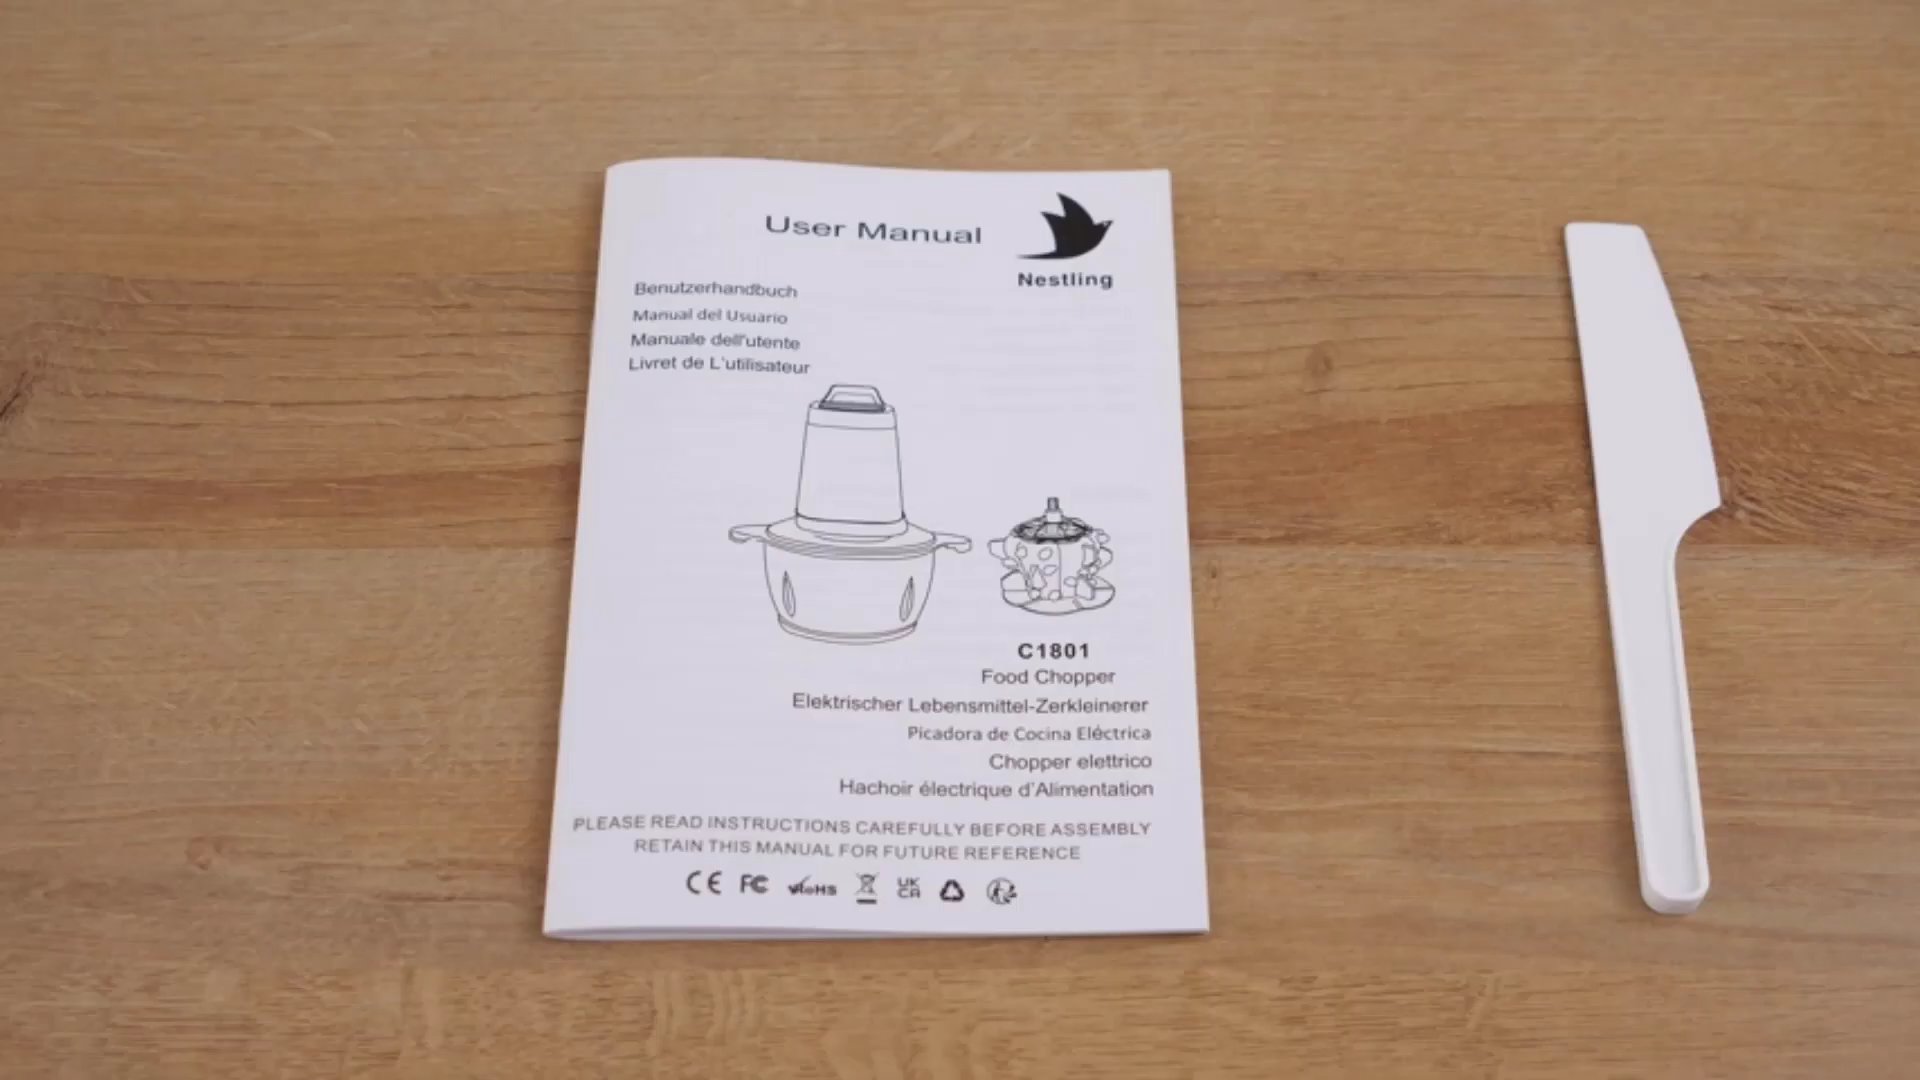 User Manual
Nestling
Benutzerhandbuch
Manual del Usuario
Manuale dell'utente
Livret de L'utilisateur
C1801
Food Chopper
Elektrischer Lebensmittel-Zerkleinerer
Picadora de Cocina Eléctrica
Chopper elettrico
Hachoir électrique d'Alimentation
PLEASE READ INSTRUCTIONS CAREFULLY BEFORE ASSEMBLY
RETAIN THIS MANUAL FOR FUTURE REFERENCE
CE FC RoHS UK CA